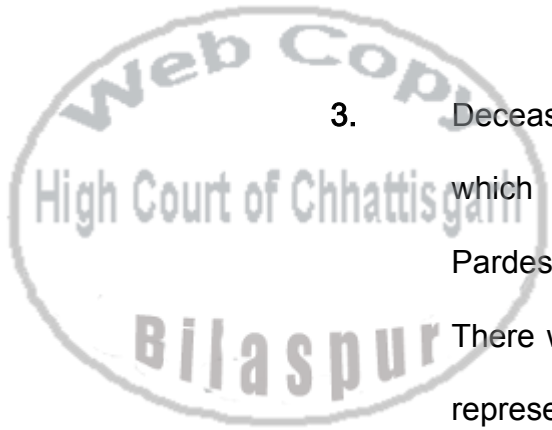 Web Copy
3. Deceas
High Court of Chhattisgarh
which
Pardes
Bilaspur
There w
represe